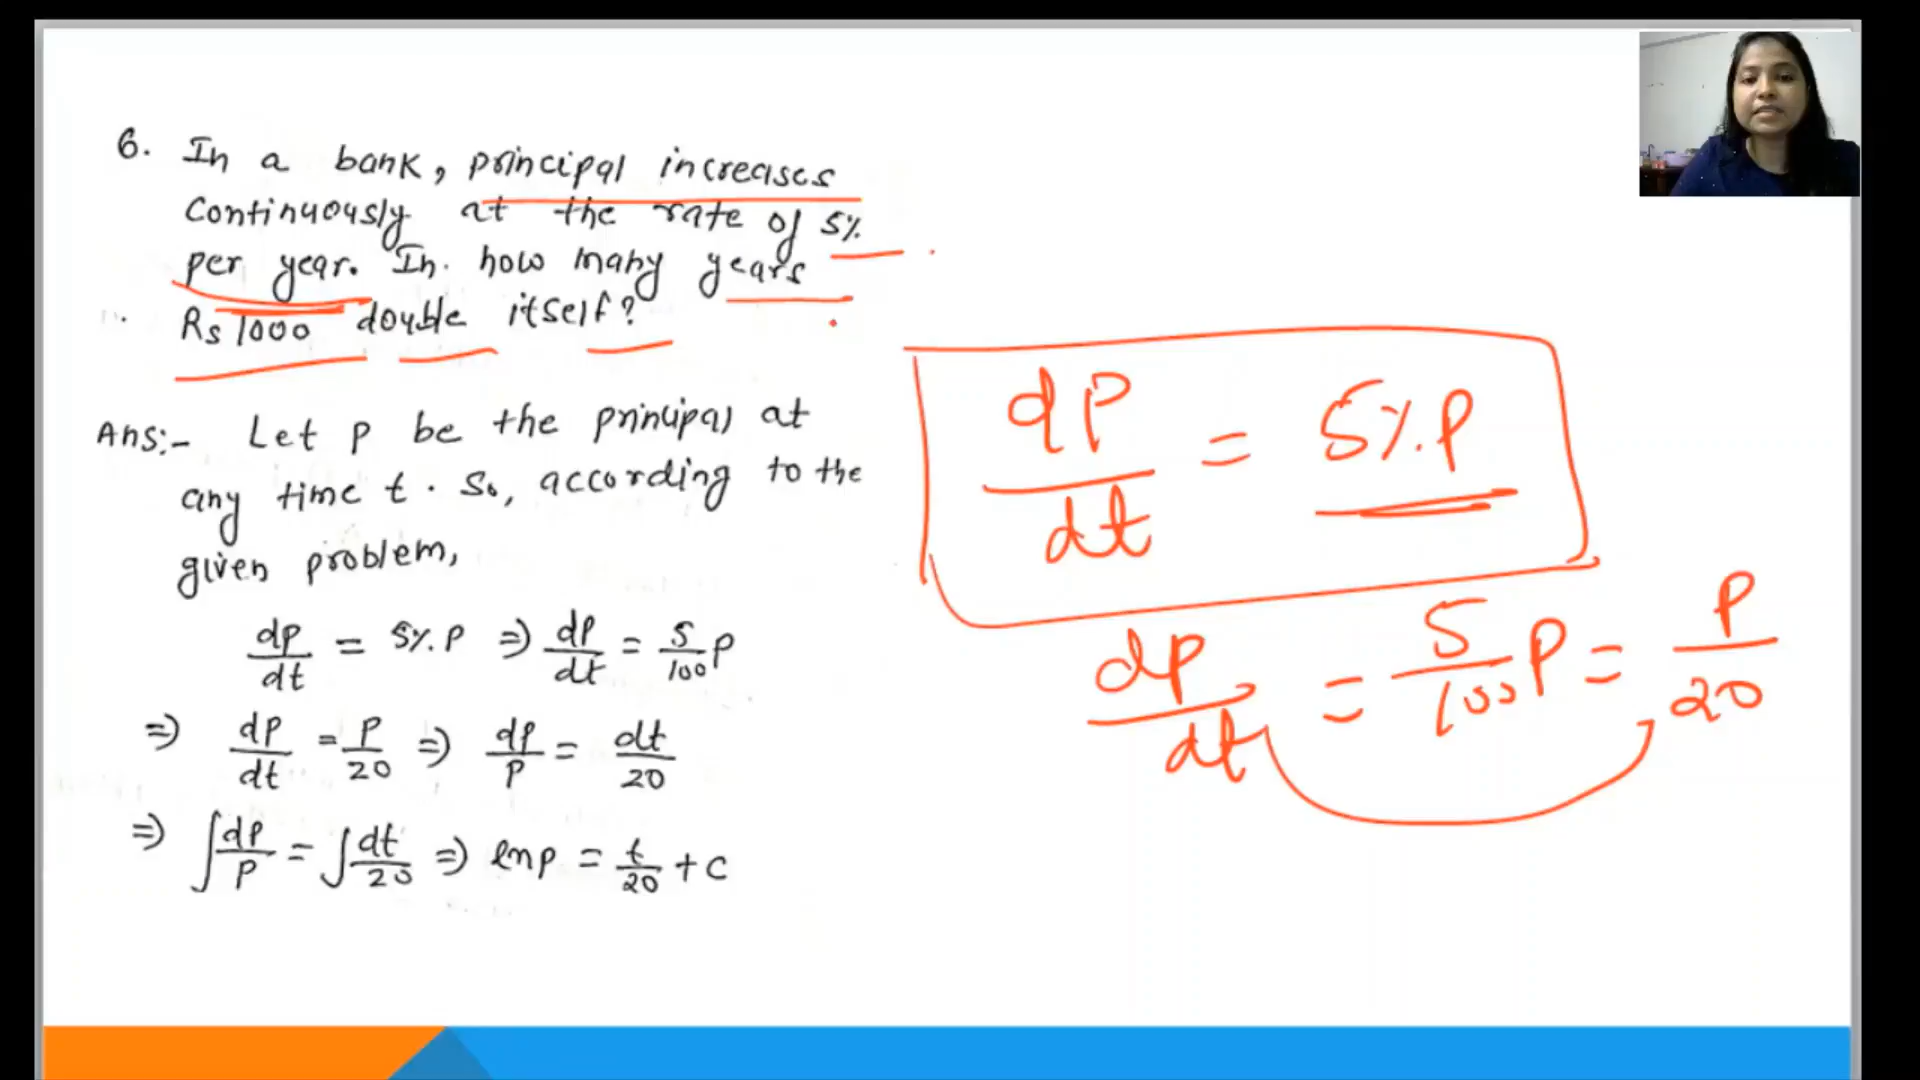 6. In a bank, principal increases
continuously at the rate of 5%
per year. In how many years
Rs 1000 double itself?
Ans:- Let P be the principal at
any time t. So, according to the
given problem,
dp/dt = 5% P ⇒ dp/dt = 5/100 P
⇒ dp/dt = P/20 ⇒ dp/P = dt/20
⇒ ∫dp/P = ∫dt/20 ⇒ ln p = t/20 + c
dP/dt = 5% P
dP/dt = 5/100 P = P/20